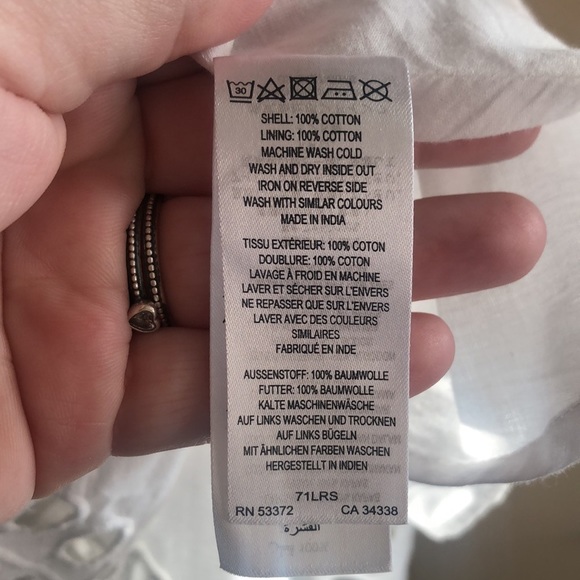 30
SHELL: 100% COTTON
LINING: 100% COTTON
MACHINE WASH COLD
WASH AND DRY INSIDE OUT
IRON ON REVERSE SIDE
WASH WITH SIMILAR COLOURS
MADE IN INDIA
TISSU EXTÉRIEUR: 100% COTON
DOUBLURE: 100% COTON
LAVAGE À FROID EN MACHINE
LAVER ET SÉCHER SUR L'ENVERS
NE REPASSER QUE SUR L'ENVERS
LAVER AVEC DES COULEURS
SIMILAIRES
FABRIQUÉ EN INDE
AUSSENSTOFF: 100% BAUMWOLLE
FUTTER: 100% BAUMWOLLE
KALTE MASCHINENWÄSCHE
AUF LINKS WASCHEN UND TROCKNEN
AUF LINKS BÜGELN
MIT ÄHNLICHEN FARBEN WASCHEN
HERGESTELLT IN INDIEN
71LRS
RN 53372 CA 34338
القشرة